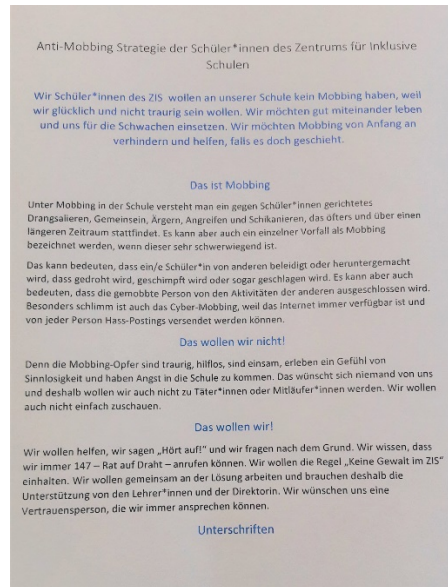 Anti-Mobbing Strategie der Schüler*innen des Zentrums für Inklusive
Schulen
Wir Schüler*innen des ZIS wollen an unserer Schule kein Mobbing haben, weil
wir glücklich und nicht traurig sein wollen. Wir möchten gut miteinander leben
und uns für die Schwachen einsetzen. Wir möchten Mobbing von Anfang an
verhindern und helfen, falls es doch geschieht.
Das ist Mobbing
Unter Mobbing in der Schule versteht man ein gegen Schüler*innen gerichtetes
Drangsalieren, Gemeinsein, Ärgern, Angreifen und Schikanieren, das öfters und über einen
längeren Zeitraum stattfindet. Es kann aber auch ein einzelner Vorfall als Mobbing
bezeichnet werden, wenn dieser sehr schwerwiegend ist.
Das kann bedeuten, dass ein/e Schüler*in von anderen beleidigt oder heruntergemacht
wird, dass gedroht wird, geschimpft wird oder sogar geschlagen wird. Es kann aber auch
bedeuten, dass die gemobbte Person von den Aktivitäten der anderen ausgeschlossen wird.
Besonders schlimm ist auch das Cyber-Mobbing, weil das Internet immer verfügbar ist und
von jeder Person Hass-Postings versendet werden können.
Das wollen wir nicht!
Denn die Mobbing-Opfer sind traurig, hilflos, sind einsam, erleben ein Gefühl von
Sinnlosigkeit und haben Angst in die Schule zu kommen. Das wünscht sich niemand von uns
und deshalb wollen wir auch nicht zu Täter*innen oder Mitläufer*innen werden. Wir wollen
auch nicht einfach zuschauen.
Das wollen wir!
Wir wollen helfen, wir sagen „Hört auf!“ und wir fragen nach dem Grund. Wir wissen, dass
wir immer 147 – Rat auf Draht – anrufen können. Wir wollen die Regel „Keine Gewalt im ZIS“
einhalten. Wir wollen gemeinsam an der Lösung arbeiten und brauchen deshalb die
Unterstützung von den Lehrer*innen und der Direktorin. Wir wünschen uns eine
Vertrauensperson, die wir immer ansprechen können.
Unterschriften